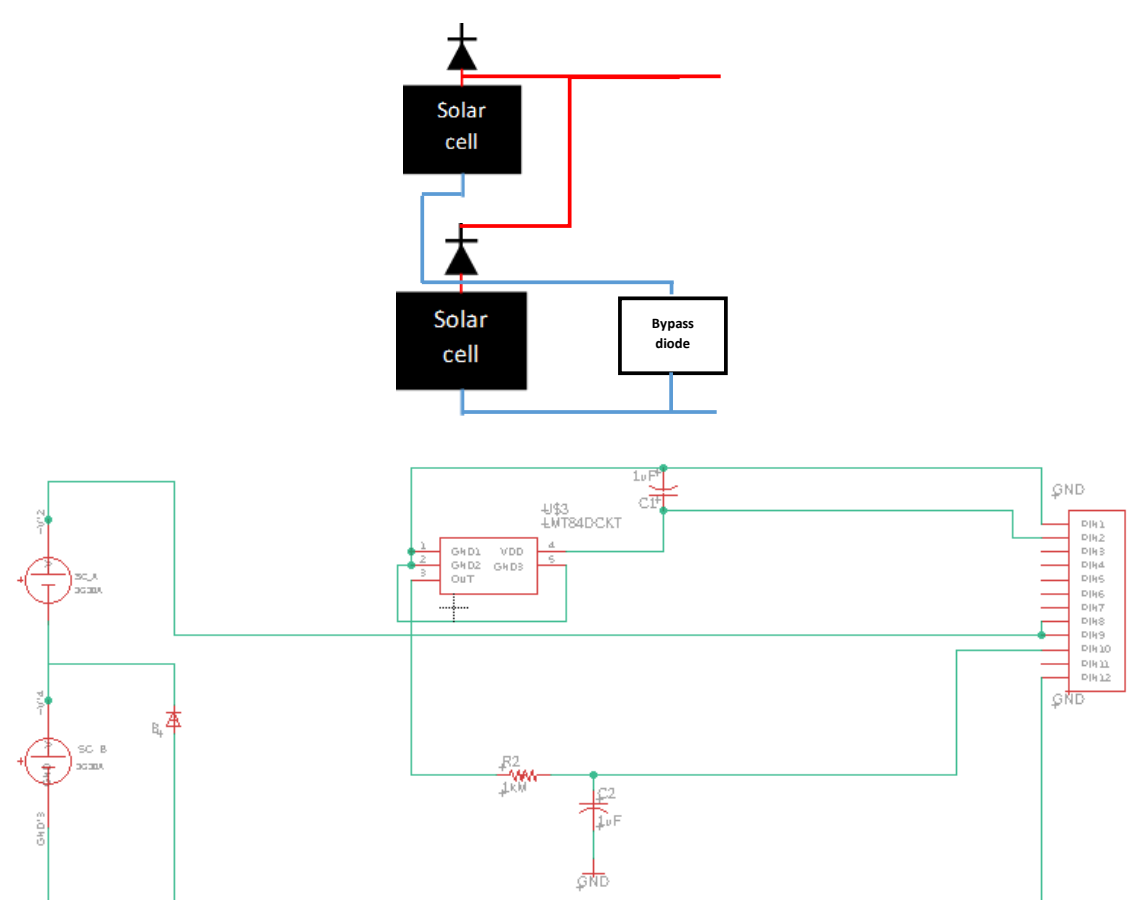 Solar
cell
Solar
cell
Bypass
diode
1uF
C1
U$3
LMT84DCKT
1
2
3
GND1
GND2
OUT
VDD
GND3
4
5
GND
PIN1
PIN2
PIN3
PIN4
PIN5
PIN6
PIN7
PIN8
PIN9
PIN10
PIN11
PIN12
GND
SC_A
SC_B
GND'3
R2
C2
1uF
GND